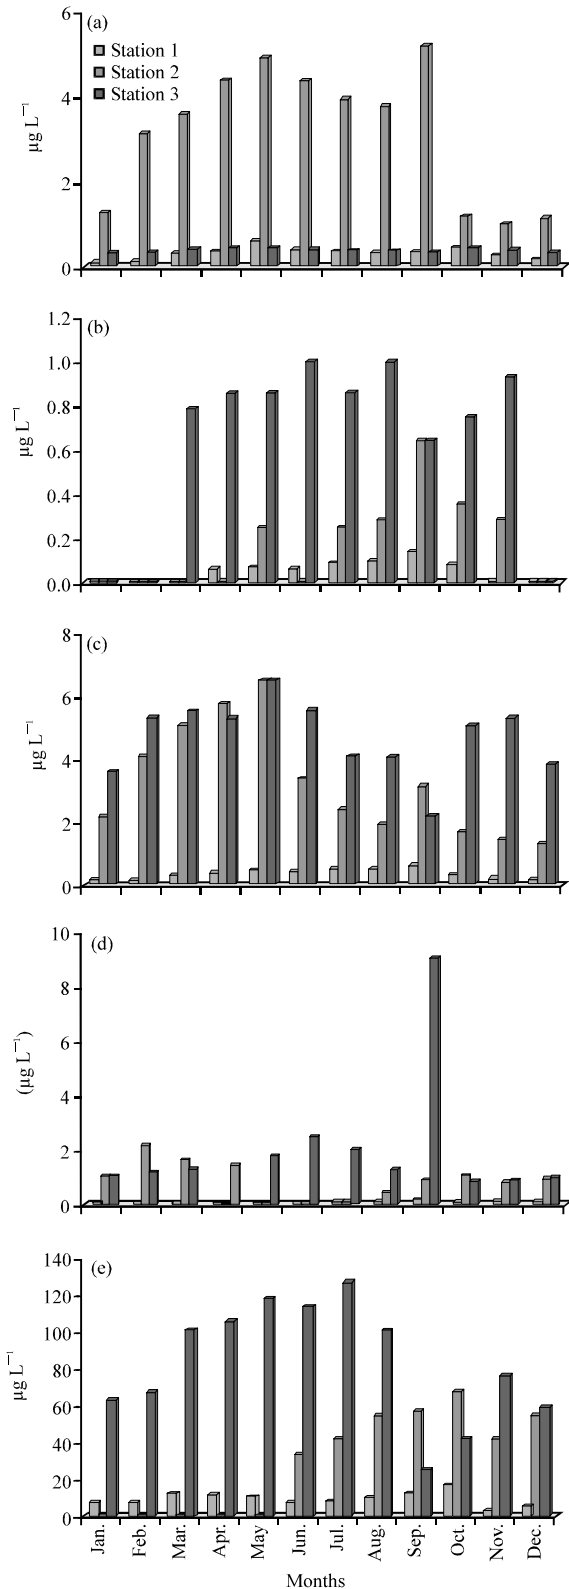 (a)
Station 1
Station 2
Station 3
6
4
2
0
µg L⁻¹
(b)
1.2
1.0
0.8
0.6
0.4
0.2
0.0
µg L⁻¹
(c)
8
6
4
2
0
µg L⁻¹
(d)
10
8
6
4
2
0
(µg L⁻¹)
(e)
140
120
100
80
60
40
20
0
µg L⁻¹
Jan. Feb. Mar. Apr. May Jun. Jul. Aug. Sep. Oct. Nov. Dec.
Months